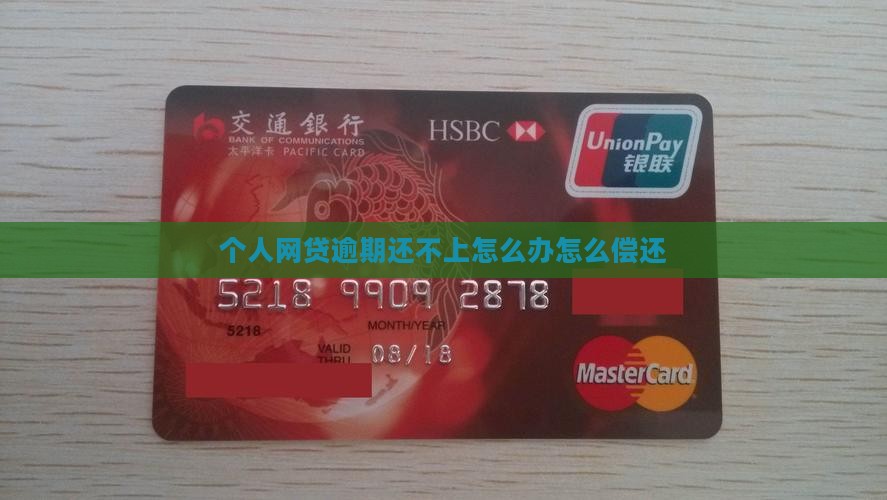 交通銀行
BANK OF COMMUNICATIONS
太平洋卡 PACIFIC CARD
HSBC
UnionPay
银联
个人网贷逾期还不上怎么办怎么偿还
5218 9909 2878
5218
MONTH/YEAR
VALID
THRU
08/18
MasterCard